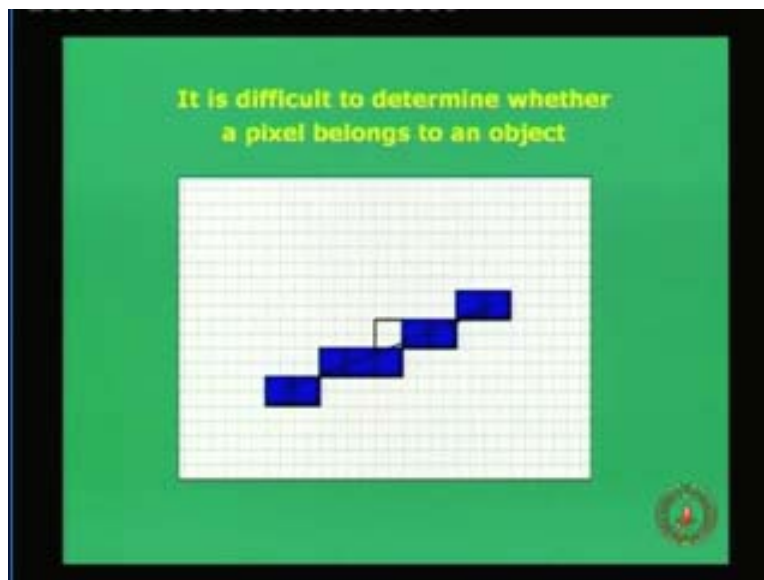 It is difficult to determine whether
a pixel belongs to an object